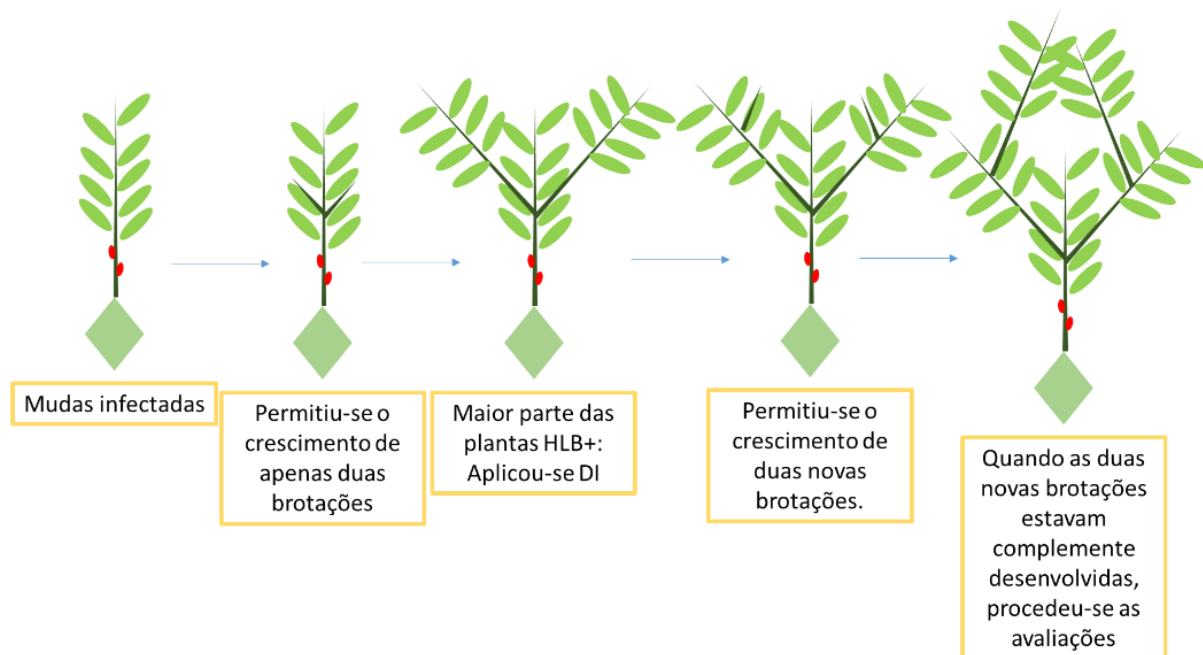 Mudas infectadas
Permitiu-se o
crescimento de
apenas duas
brotações
Maior parte das
plantas HLB+:
Aplicou-se DI
Permitiu-se o
crescimento de
duas novas
brotações.
Quando as duas
novas brotações
estavam
complemente
desenvolvidas,
procedeu-se as
avaliações